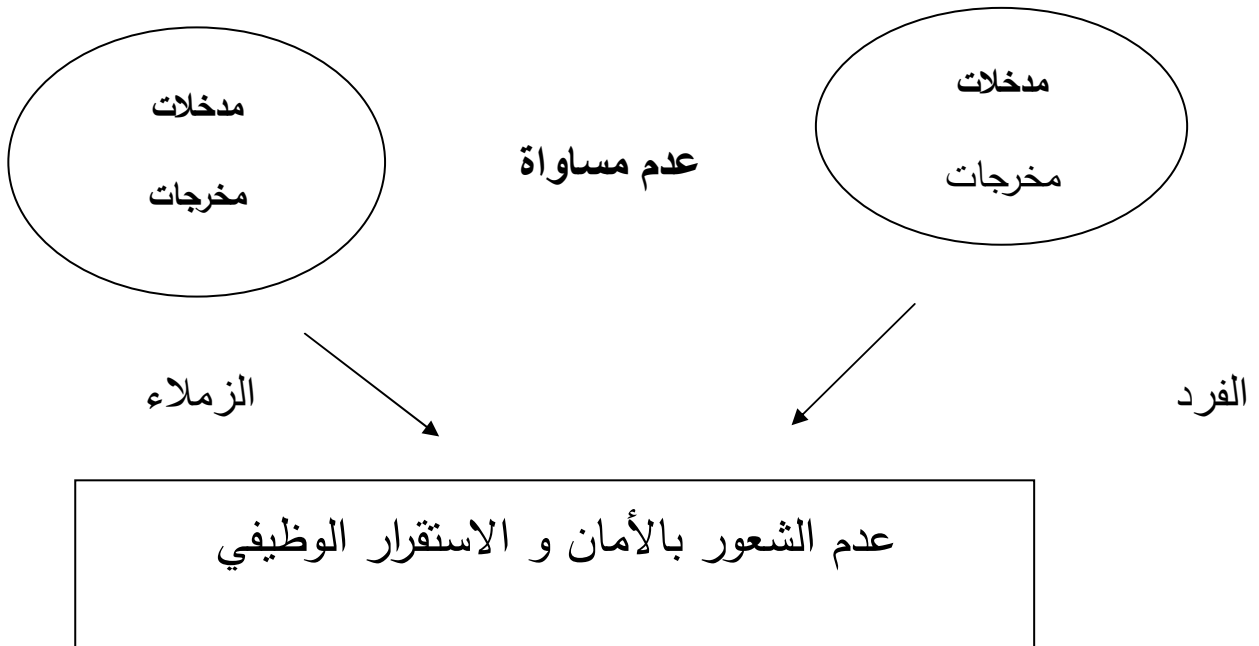 مدخلات
مخرجات
عدم مساواة
مدخلات
مخرجات
الفرد
الزملاء
عدم الشعور بالأمان و الاستقرار الوظيفي